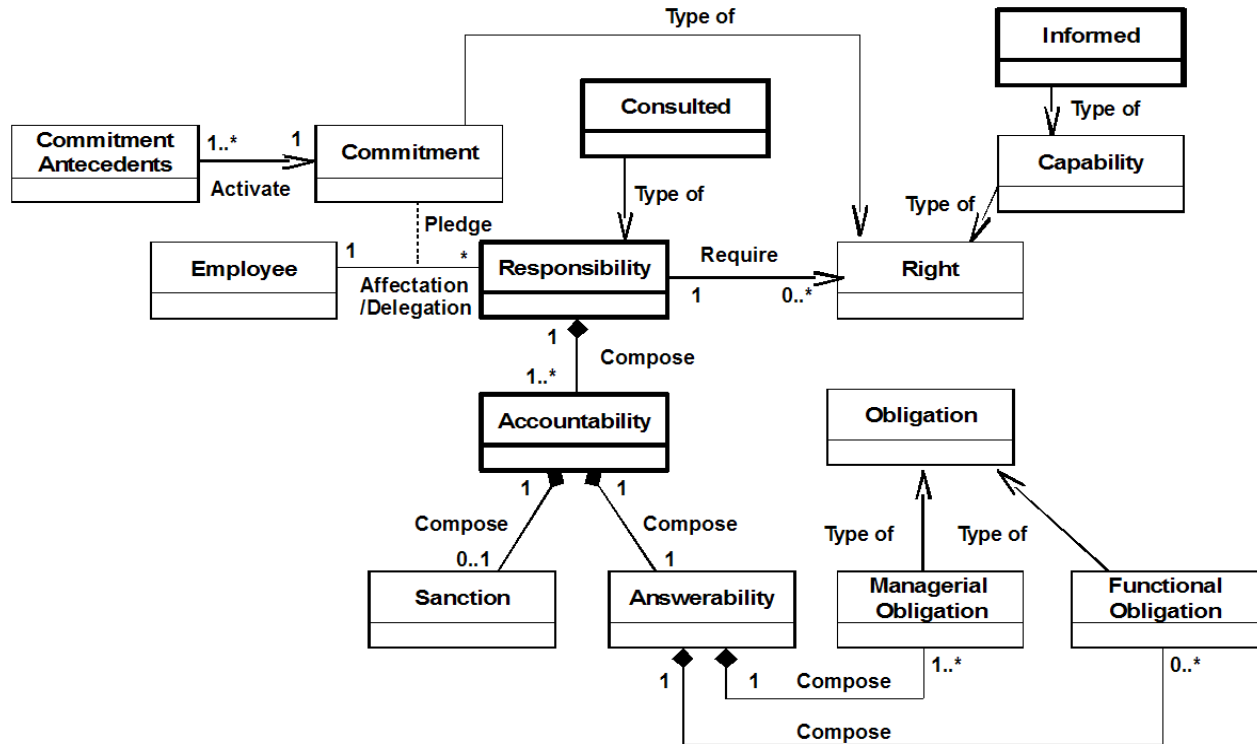 Type of
Informed
Consulted
Type of
Commitment
Antecedents
1..*
1
Activate
Commitment
Capability
Type of
Type of
Pledge
Employee
1
*
Affectation
/Delegation
Responsibility
Require
1
0..*
Right
1
Compose
1..*
Accountability
Obligation
1
1
Compose
Compose
0..1
1
Type of
Type of
Sanction
Answerability
Managerial
Obligation
Functional
Obligation
1
1
Compose
1..*
0..*
Compose